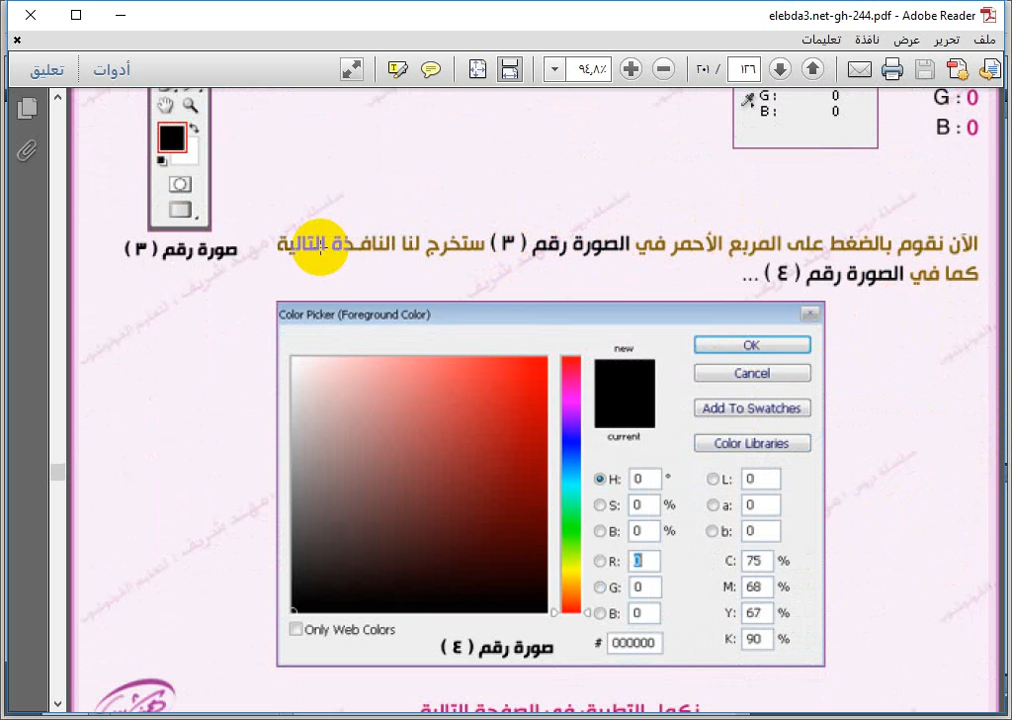 elebda3.net-gh-244.pdf - Adobe Reader
ملف تحرير عرض نافذة تعليمات
١٢٦ / ٢٠١
٩٤,٨٪
أدوات تعليق
G : 0
B : 0
G : 0
B : 0
الآن نقوم بالضغط على المربع الأحمر في الصورة رقم ( ٣ ) ستخرج لنا النافـذة التالية
كما في الصورة رقم ( ٤ ) ...
صورة رقم ( ٣ )
Color Picker (Foreground Color)
new
current
OK
Cancel
Add To Swatches
Color Libraries
H: 0 °
S: 0 %
B: 0 %
R: 0
G: 0
B: 0
# 000000
L: 0
a: 0
b: 0
C: 75 %
M: 68 %
Y: 67 %
K: 90 %
Only Web Colors
صورة رقم ( ٤ )
نكمل التطبيق في الصفحة التالية